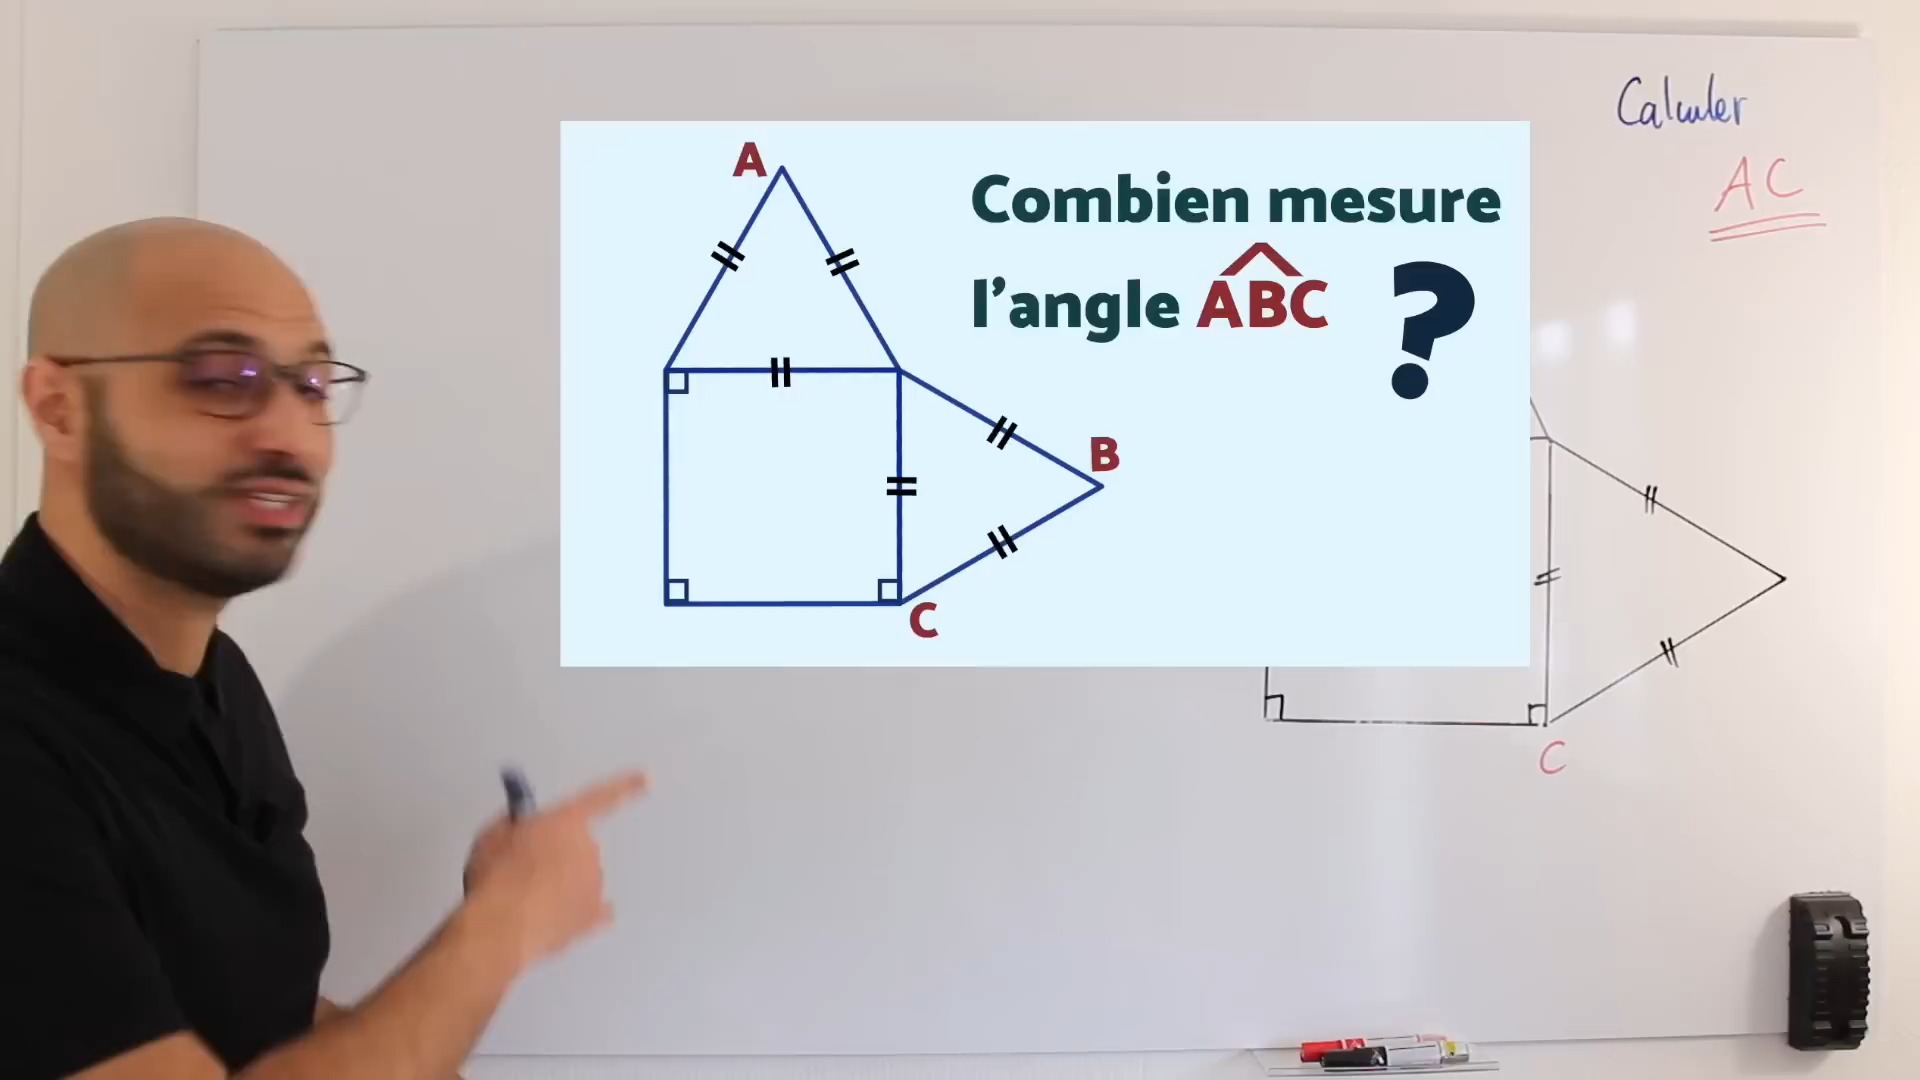 Calculer
AC
A
Combien mesure
l'angle ABC ?
B
C
C